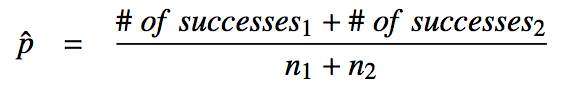 p̂ = # of successes₁ + # of successes₂
n₁ + n₂